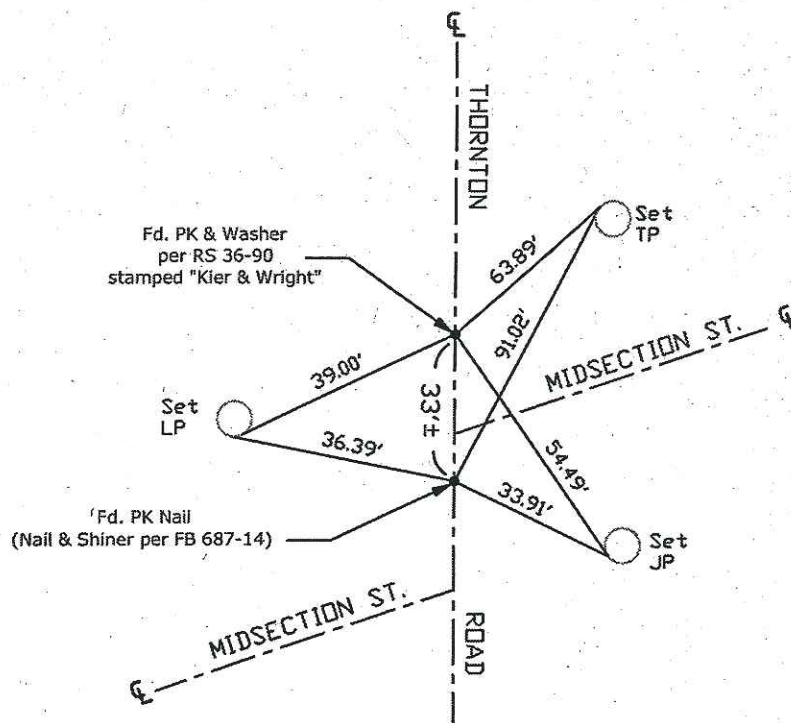 ℄
THORNTON
Set
TP
Fd. PK & Washer
per RS 36-90
stamped "Kier & Wright"
63.89'
91.02'
℄
MIDSECTION ST.
39.00'
Set
LP
33'±
36.39'
54.49'
33.91'
'Fd. PK Nail
(Nail & Shiner per FB 687-14)
Set
JP
MIDSECTION ST.
℄
ROAD